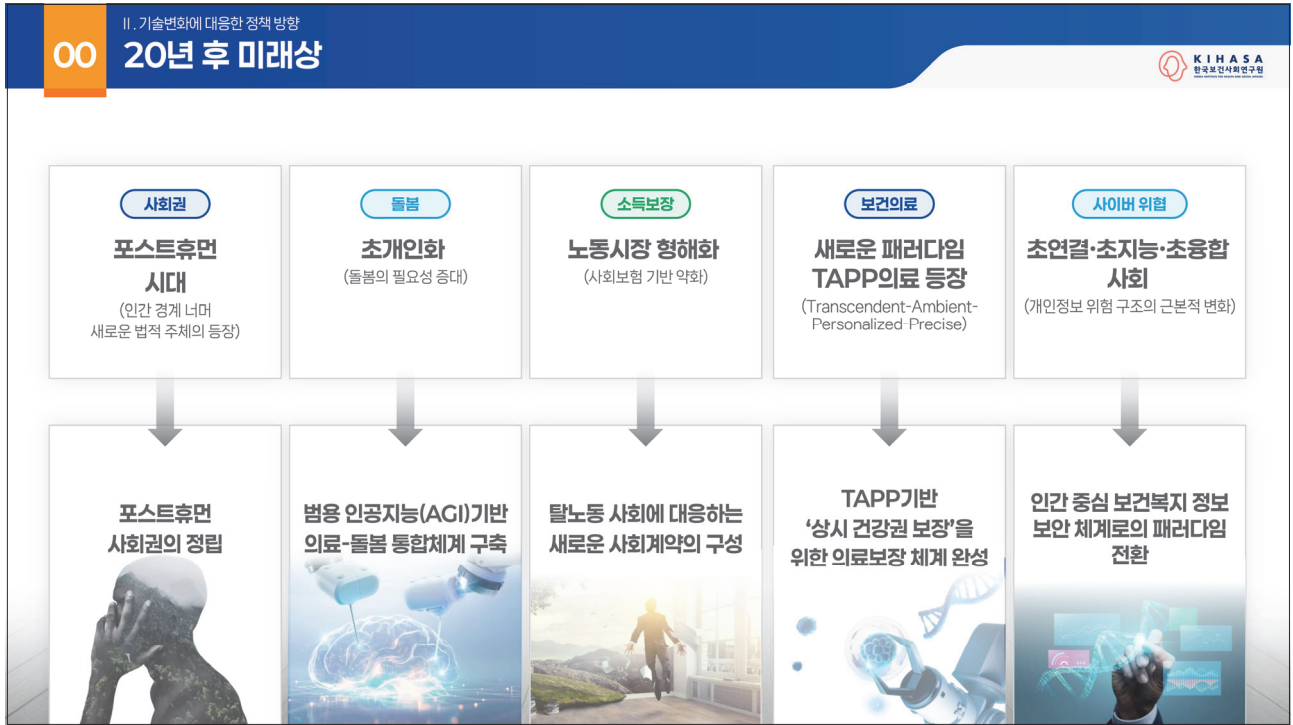 00
Ⅱ. 기술변화에 대응한 정책 방향
20년 후 미래상
KIHASA
한국보건사회연구원
사회권
포스트휴먼
시대
(인간 경계 너머
새로운 법적 주체의 등장)
돌봄
초개인화
(돌봄의 필요성 증대)
소득보장
노동시장 형해화
(사회보험 기반 약화)
보건의료
새로운 패러다임
TAPP의료 등장
(Transcendent-Ambient-
Personalized-Precise)
사이버 위협
초연결·초지능·초융합
사회
(개인정보 위험 구조의 근본적 변화)
포스트휴먼
사회권의 정립
범용 인공지능(AGI)기반
의료-돌봄 통합체계 구축
탈노동 사회에 대응하는
새로운 사회계약의 구성
TAPP기반
‘상시 건강권 보장’을
위한 의료보장 체계 완성
인간 중심 보건복지 정보
보안 체계로의 패러다임
전환